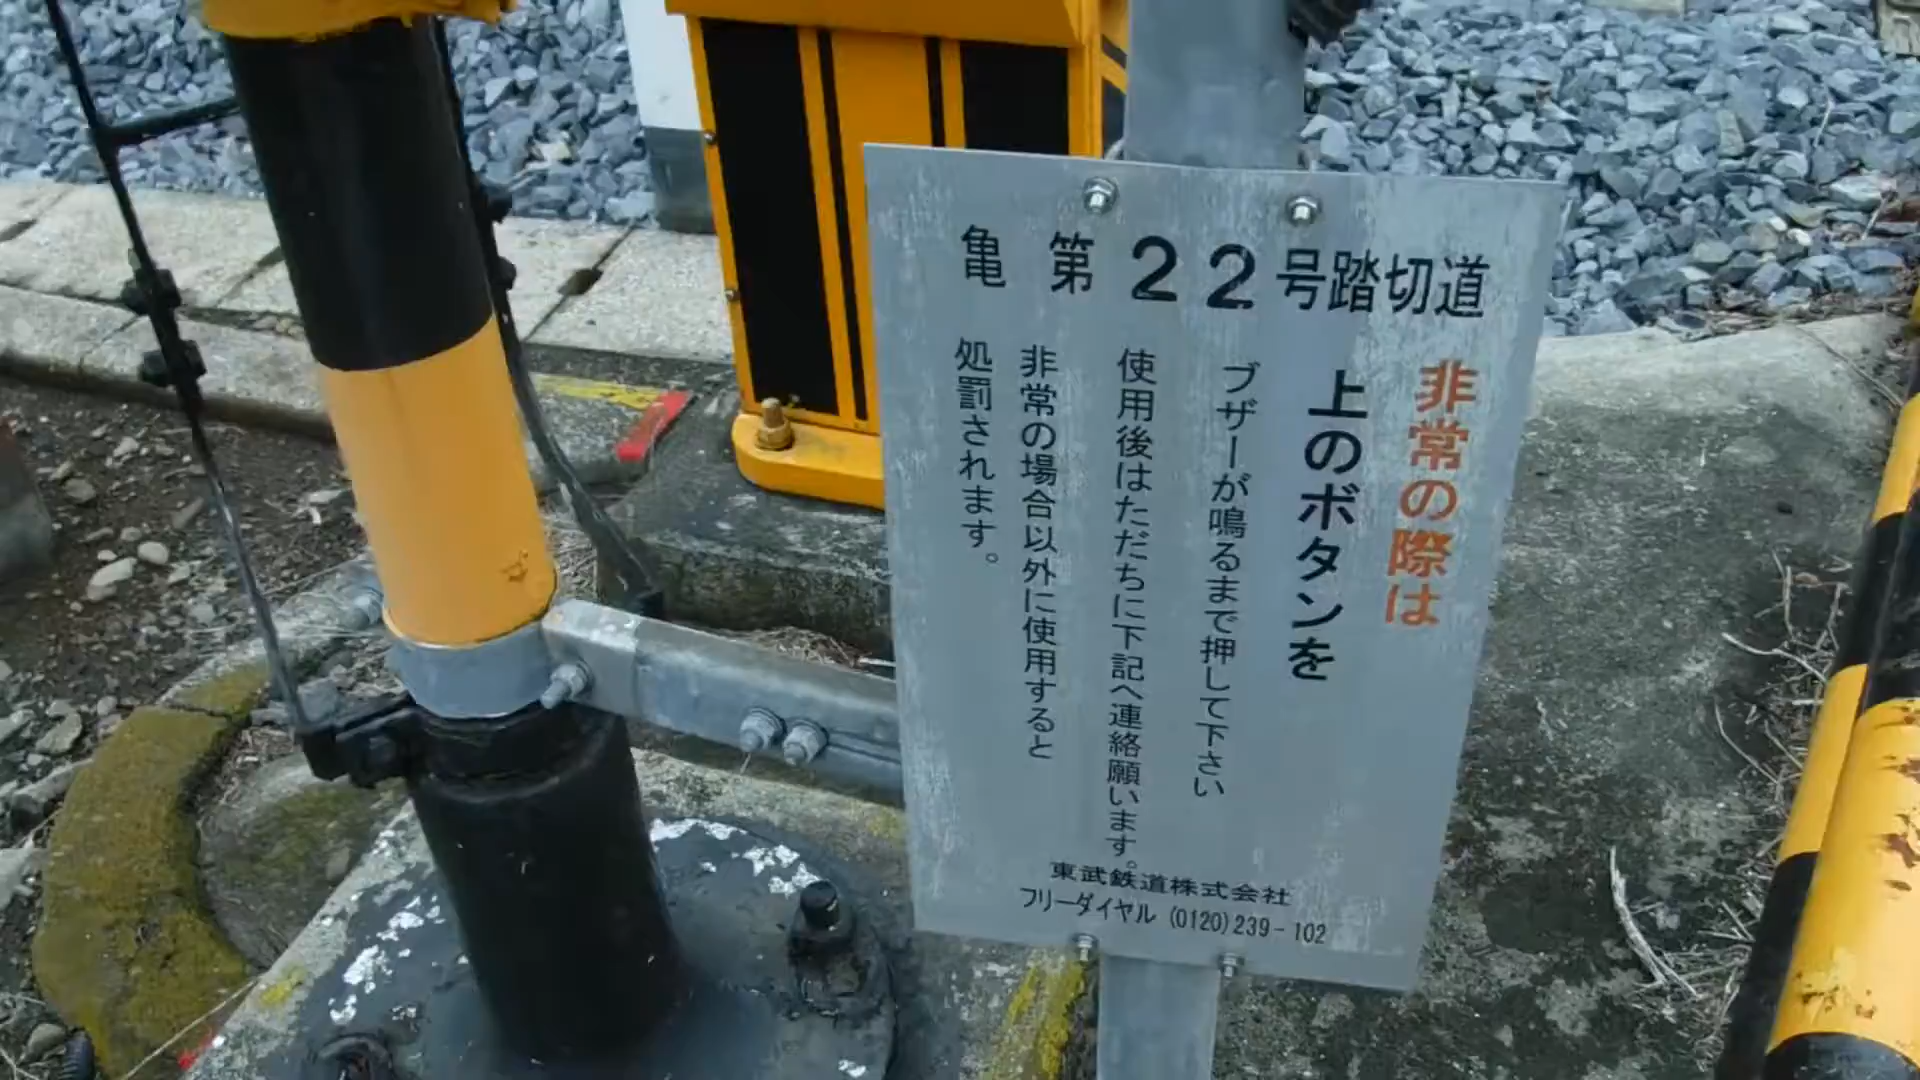 亀 第22号踏切道
非常の際は
上のボタンを
ブザーが鳴るまで押して下さい
使用後はただちに下記へ連絡願います。
非常の場合以外に使用すると
処罰されます。
東武鉄道株式会社
フリーダイヤル (0120)239-102